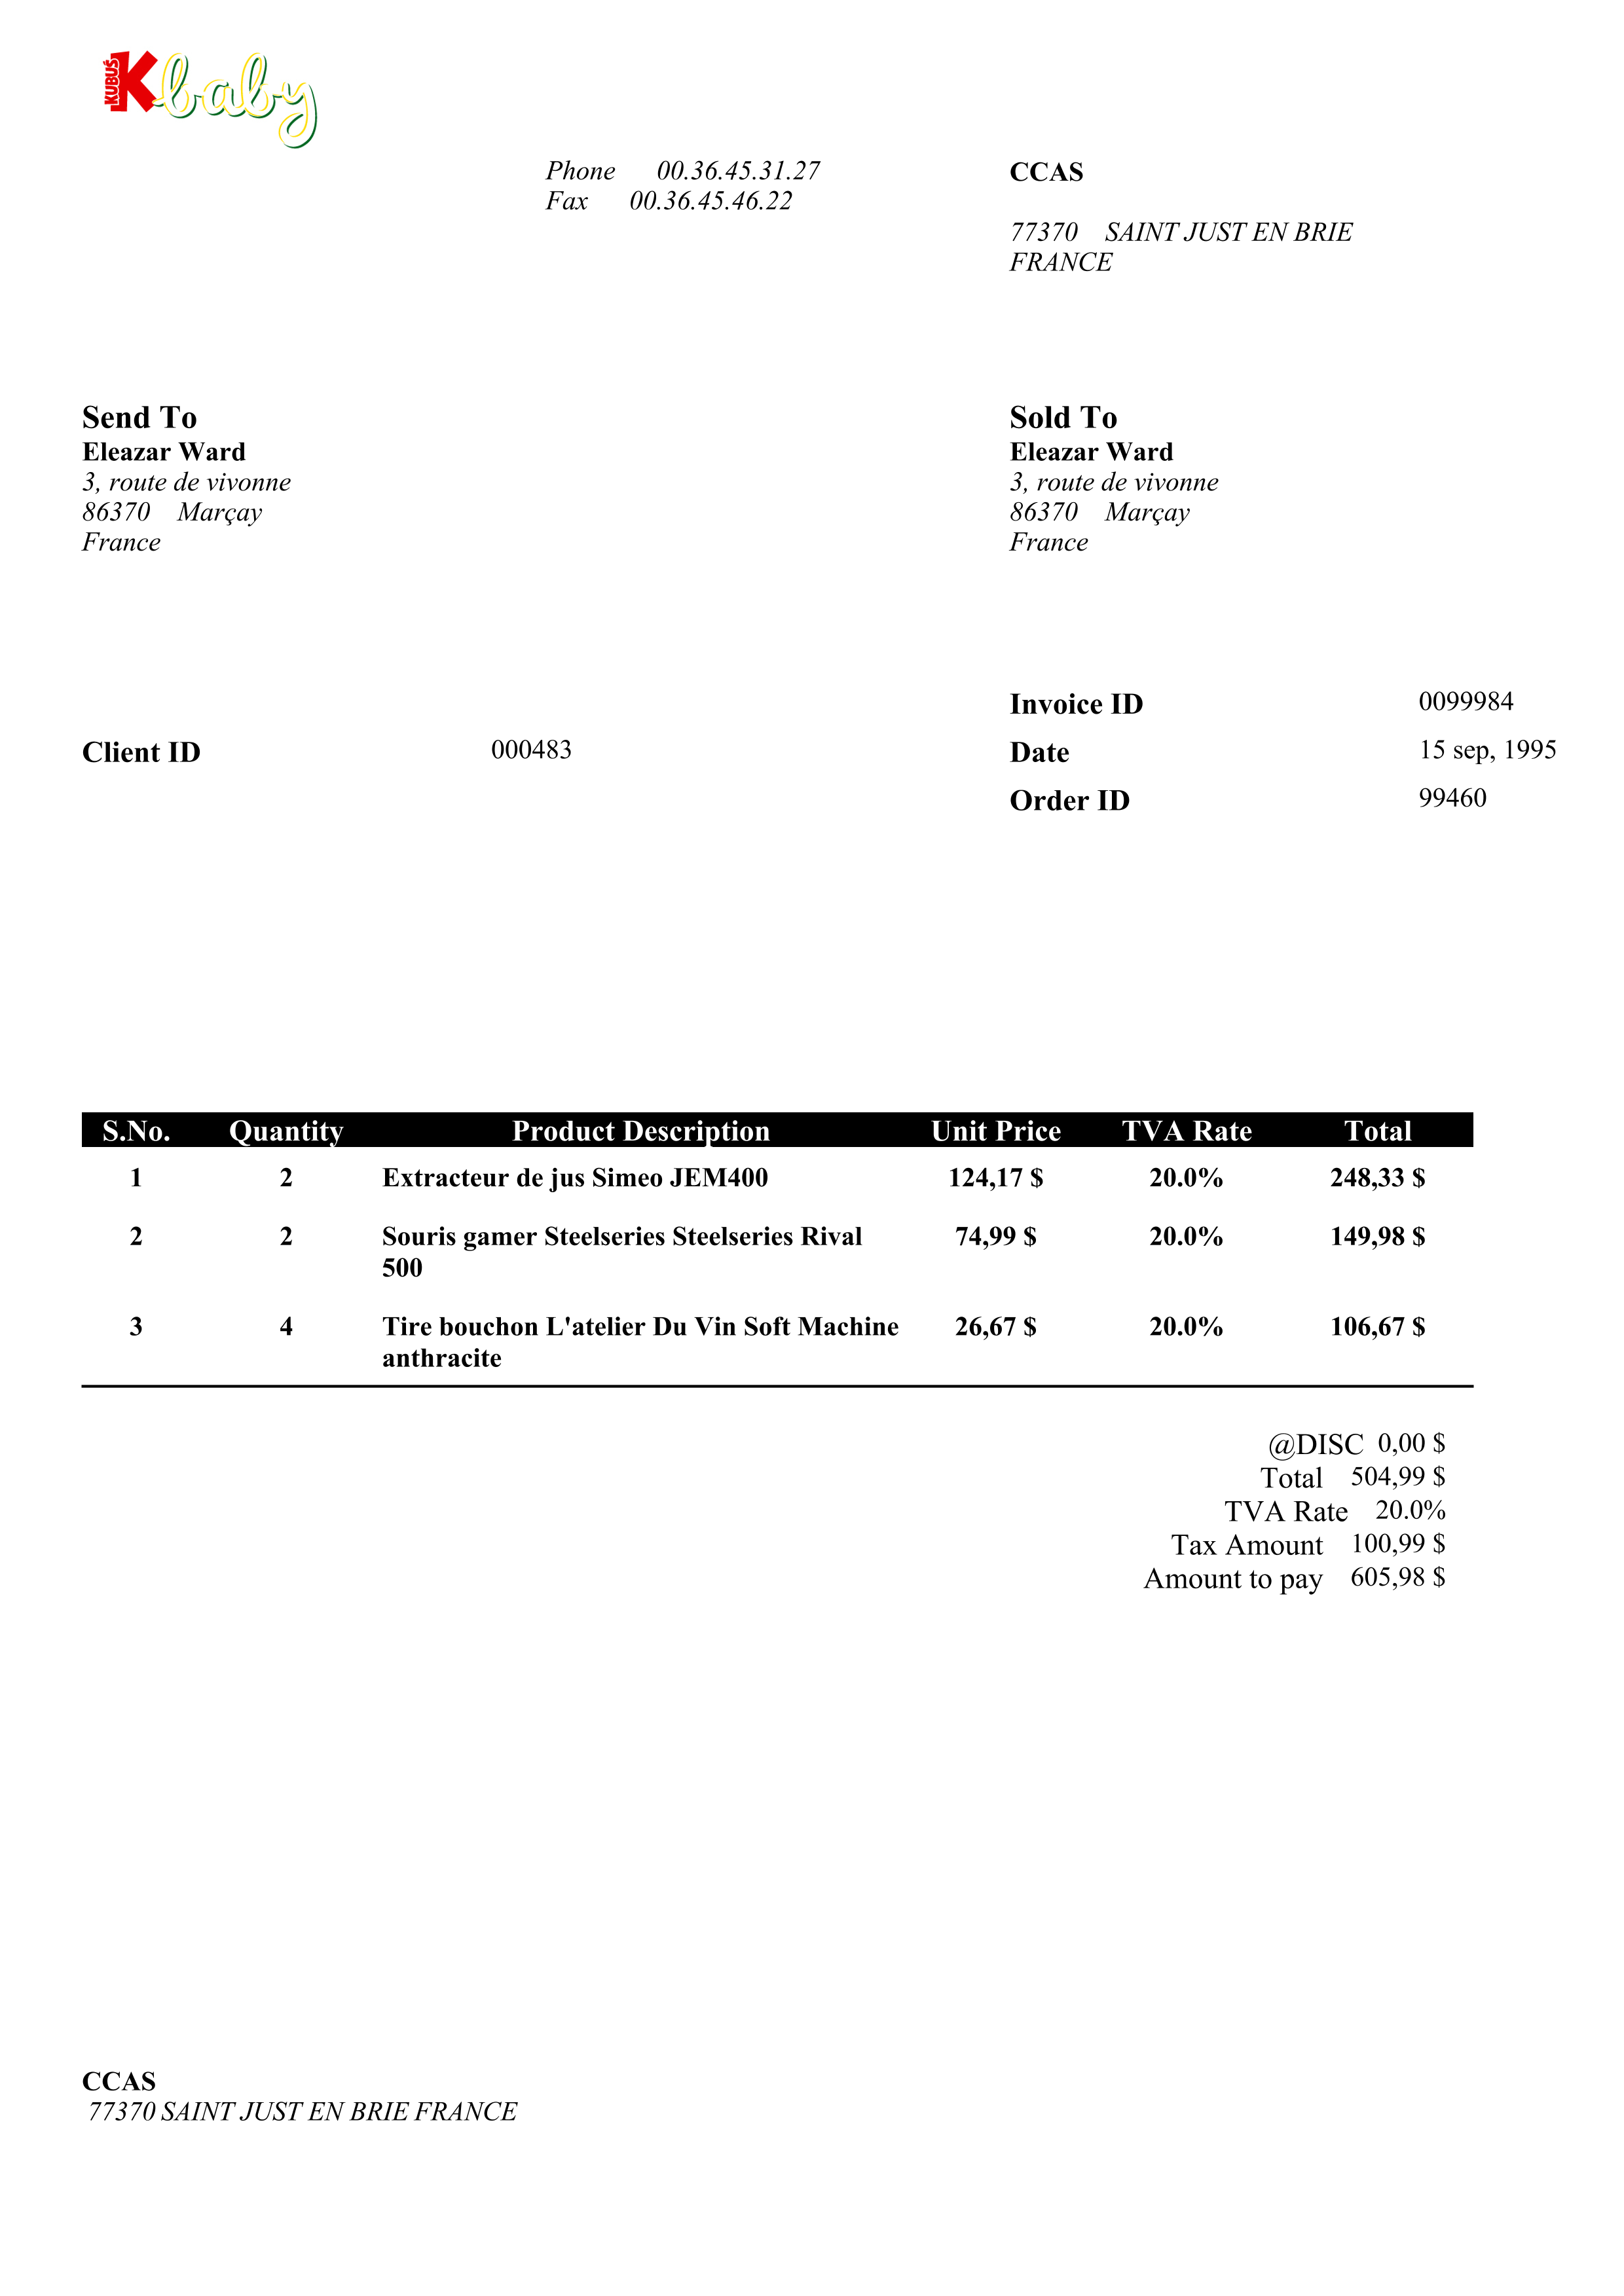 KUBUŚ K baby
Phone 00.36.45.31.27
Fax 00.36.45.46.22
CCAS
77370 SAINT JUST EN BRIE
FRANCE
Send To
Eleazar Ward
3, route de vivonne
86370 Marçay
France
Sold To
Eleazar Ward
3, route de vivonne
86370 Marçay
France
Invoice ID 0099984
Client ID 000483
Date 15 sep, 1995
Order ID 99460
S.No. Quantity Product Description Unit Price TVA Rate Total
1 2 Extracteur de jus Simeo JEM400 124,17 $ 20.0% 248,33 $
2 2 Souris gamer Steelseries Steelseries Rival 74,99 $ 20.0% 149,98 $
500
3 4 Tire bouchon L'atelier Du Vin Soft Machine 26,67 $ 20.0% 106,67 $
anthracite
@DISC 0,00 $
Total 504,99 $
TVA Rate 20.0%
Tax Amount 100,99 $
Amount to pay 605,98 $
CCAS
77370 SAINT JUST EN BRIE FRANCE